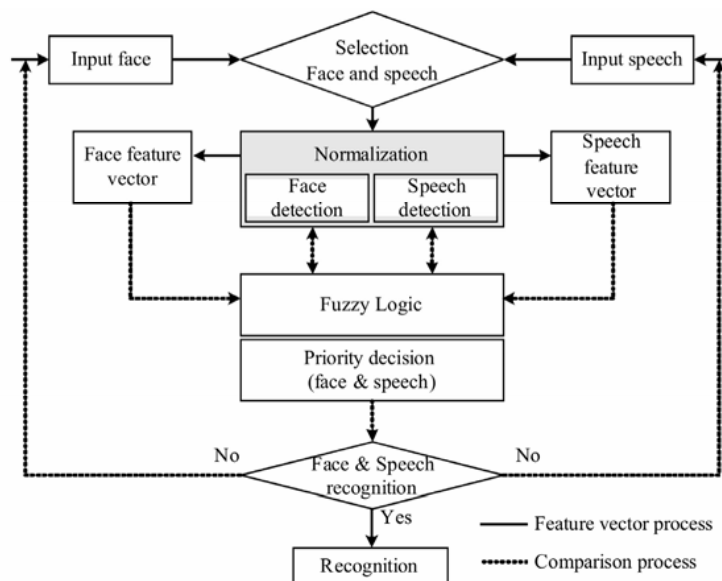 Input face
Selection
Face and speech
Input speech
Face feature
vector
Normalization
Face
detection
Speech
detection
Speech
feature
vector
Fuzzy Logic
Priority decision
(face & speech)
No
Face & Speech
recognition
No
Yes
Recognition
Feature vector process
Comparison process